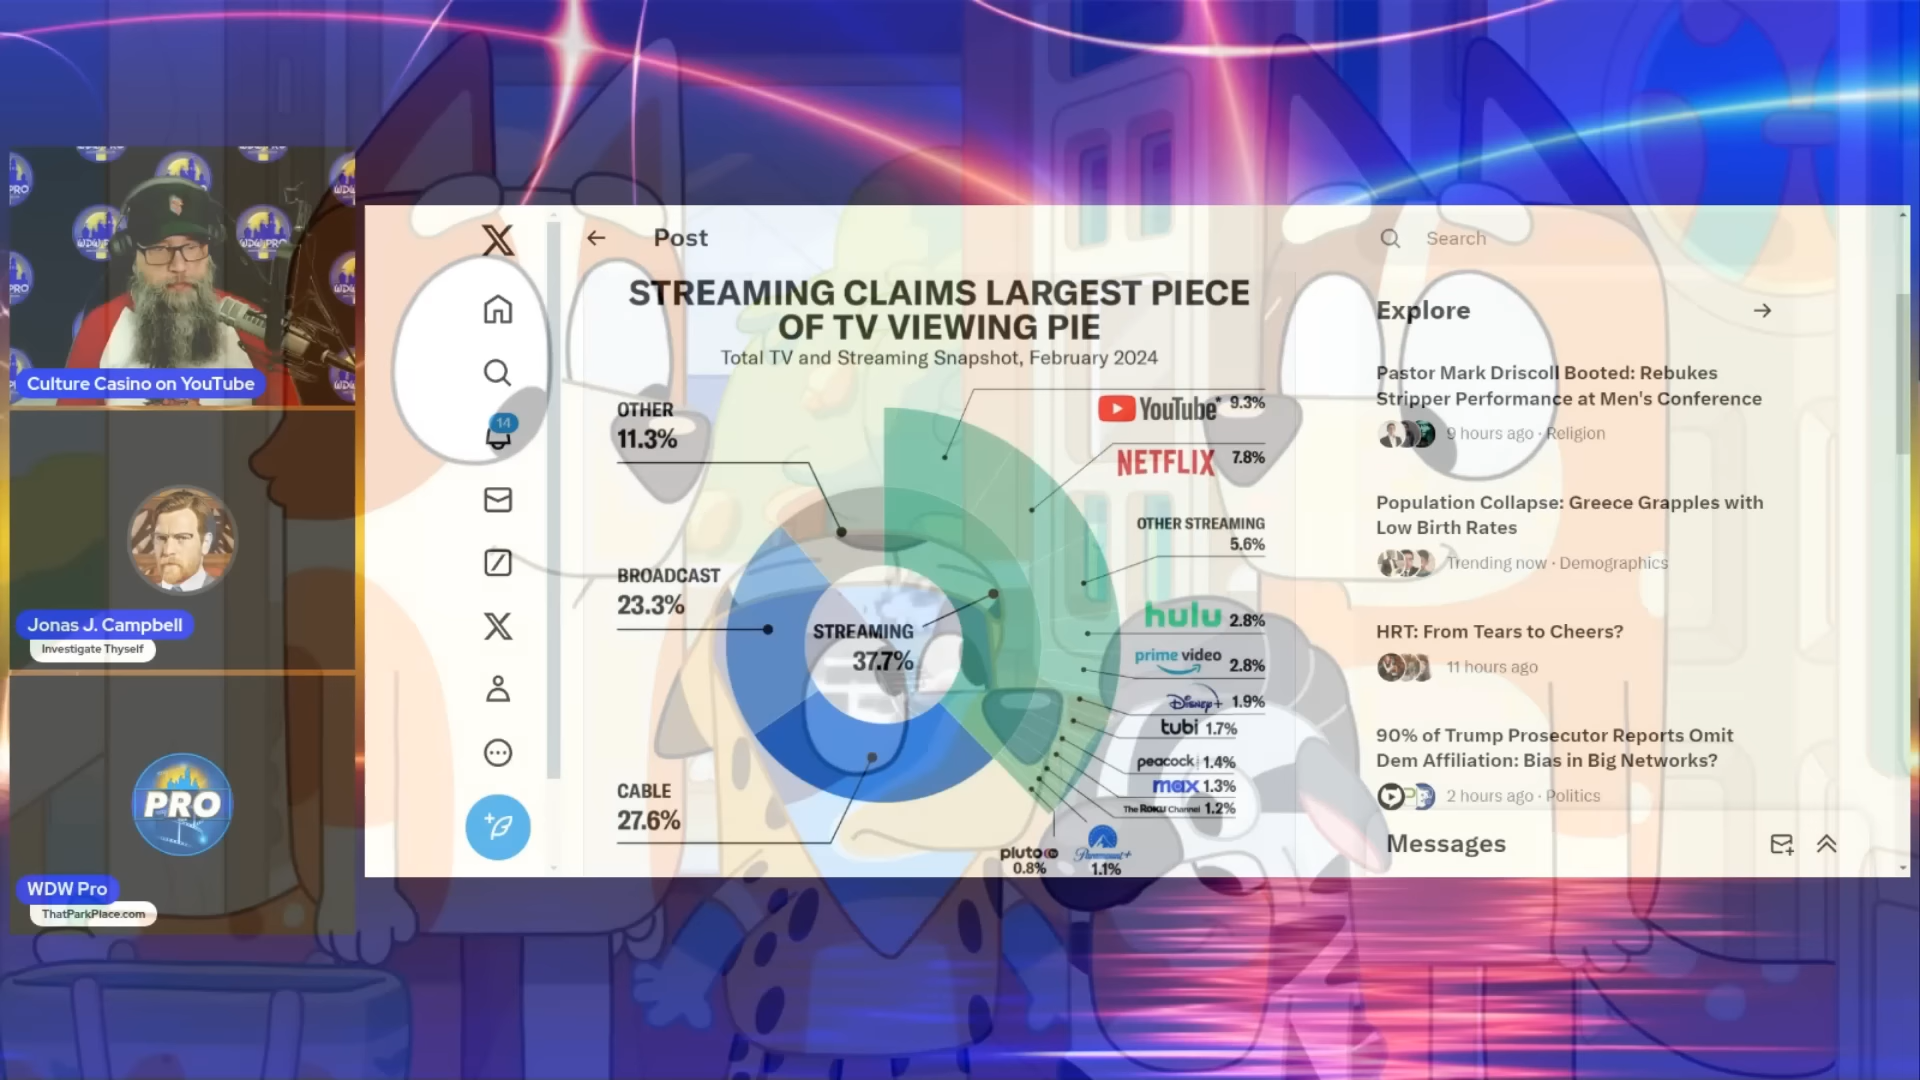 Culture Casino on YouTube
Jonas J. Campbell
Investigate Thyself
PRO
WDW Pro
ThatParkPlace.com
14
Post
STREAMING CLAIMS LARGEST PIECE
OF TV VIEWING PIE
Total TV and Streaming Snapshot, February 2024
OTHER
11.3%
BROADCAST
23.3%
CABLE
27.6%
STREAMING
37.7%
YouTube* 9.3%
NETFLIX 7.8%
OTHER STREAMING
5.6%
hulu 2.8%
prime video 2.8%
Disney+ 1.9%
tubi 1.7%
peacock 1.4%
max 1.3%
The Roku Channel 1.2%
pluto tv
0.8%
Paramount+
1.1%
Search
Explore
Pastor Mark Driscoll Booted: Rebukes
Stripper Performance at Men's Conference
9 hours ago · Religion
Population Collapse: Greece Grapples with
Low Birth Rates
Trending now · Demographics
HRT: From Tears to Cheers?
11 hours ago
90% of Trump Prosecutor Reports Omit
Dem Affiliation: Bias in Big Networks?
2 hours ago · Politics
Messages